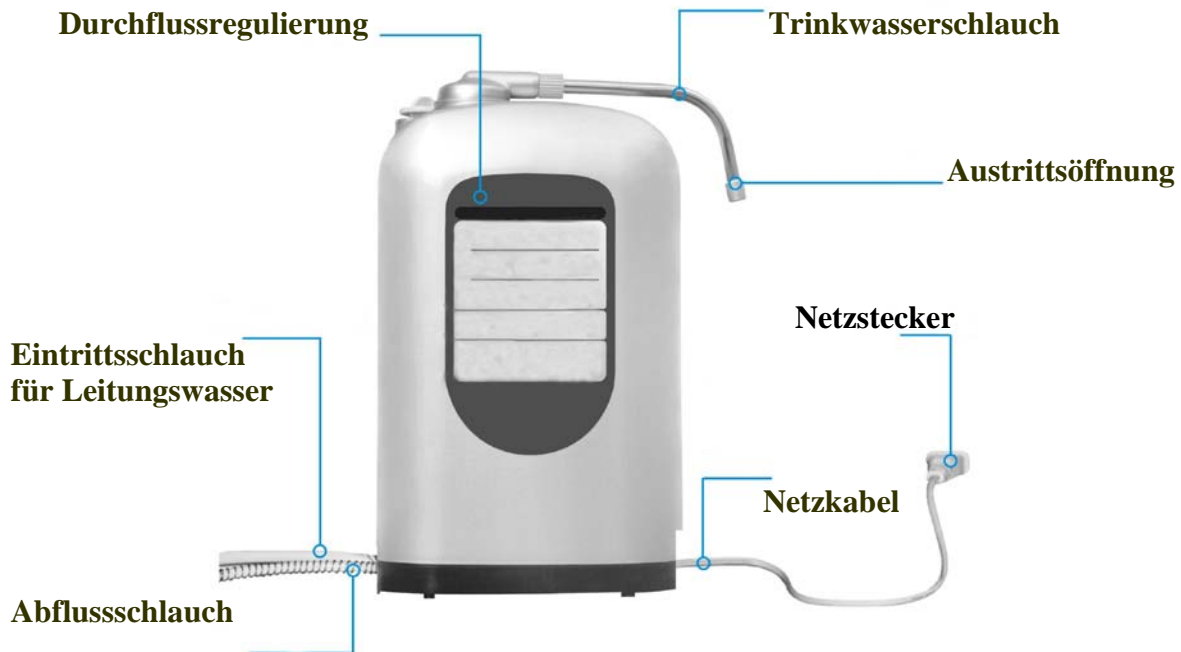 Durchflussregulierung
Trinkwasserschlauch
Austrittsöffnung
Netzstecker
Eintrittsschlauch
für Leitungswasser
Netzkabel
Abflussschlauch